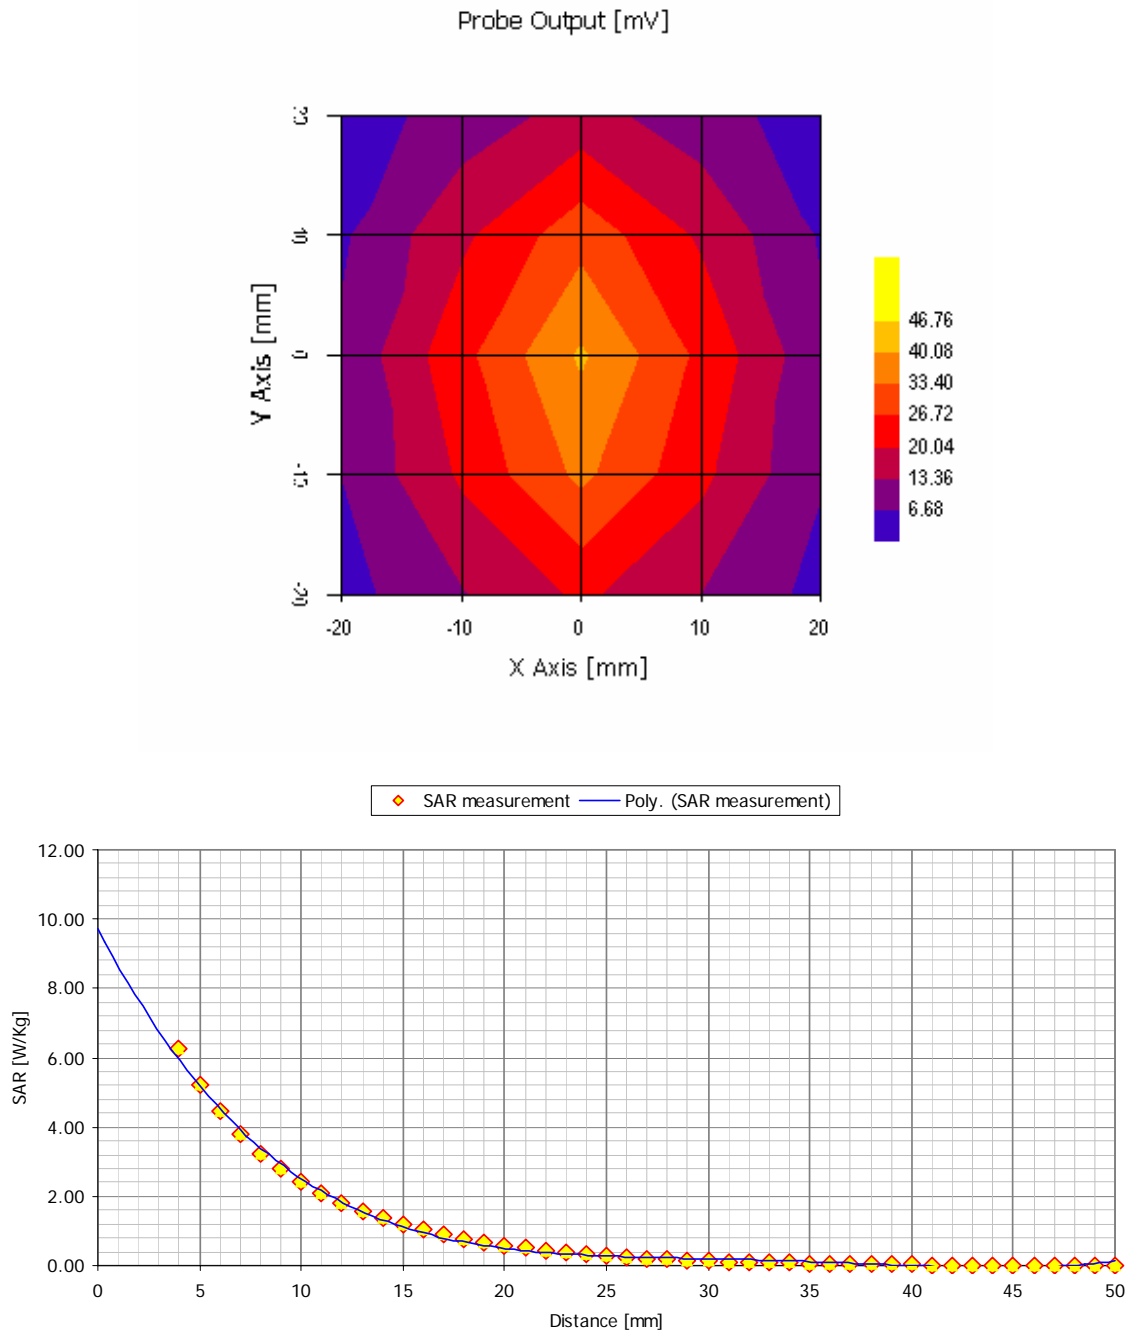 Probe Output [mV]
10
0
-20
Y Axis [mm]
46.76
40.08
33.40
26.72
20.04
13.36
6.68
-20 -10 0 10 20
X Axis [mm]
SAR measurement Poly. (SAR measurement)
12.00
10.00
8.00
6.00
4.00
2.00
0.00
SAR [W/Kg]
0 5 10 15 20 25 30 35 40 45 50
Distance [mm]